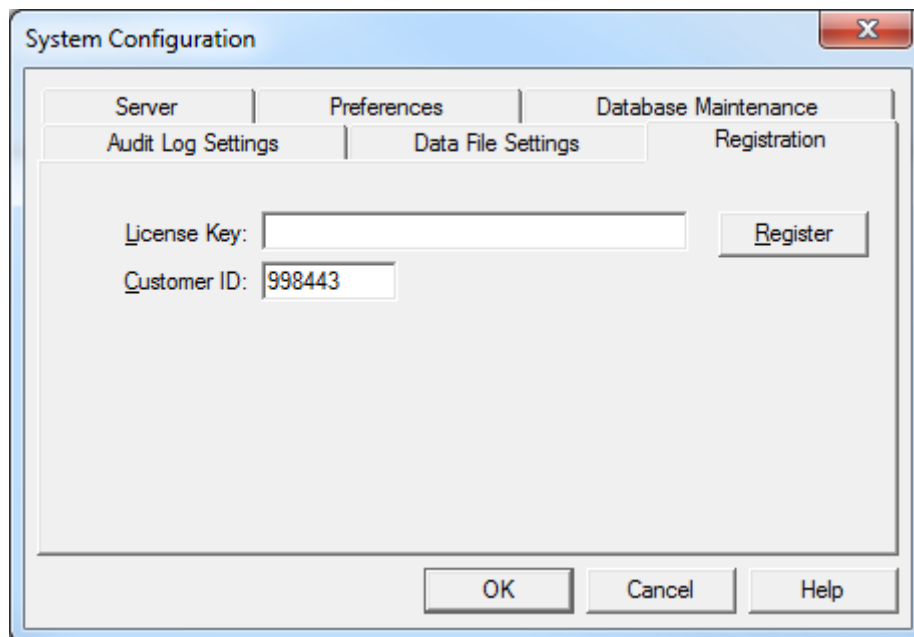 System Configuration
Server Preferences Database Maintenance
Audit Log Settings Data File Settings Registration
License Key: Register
Customer ID: 998443
OK Cancel Help